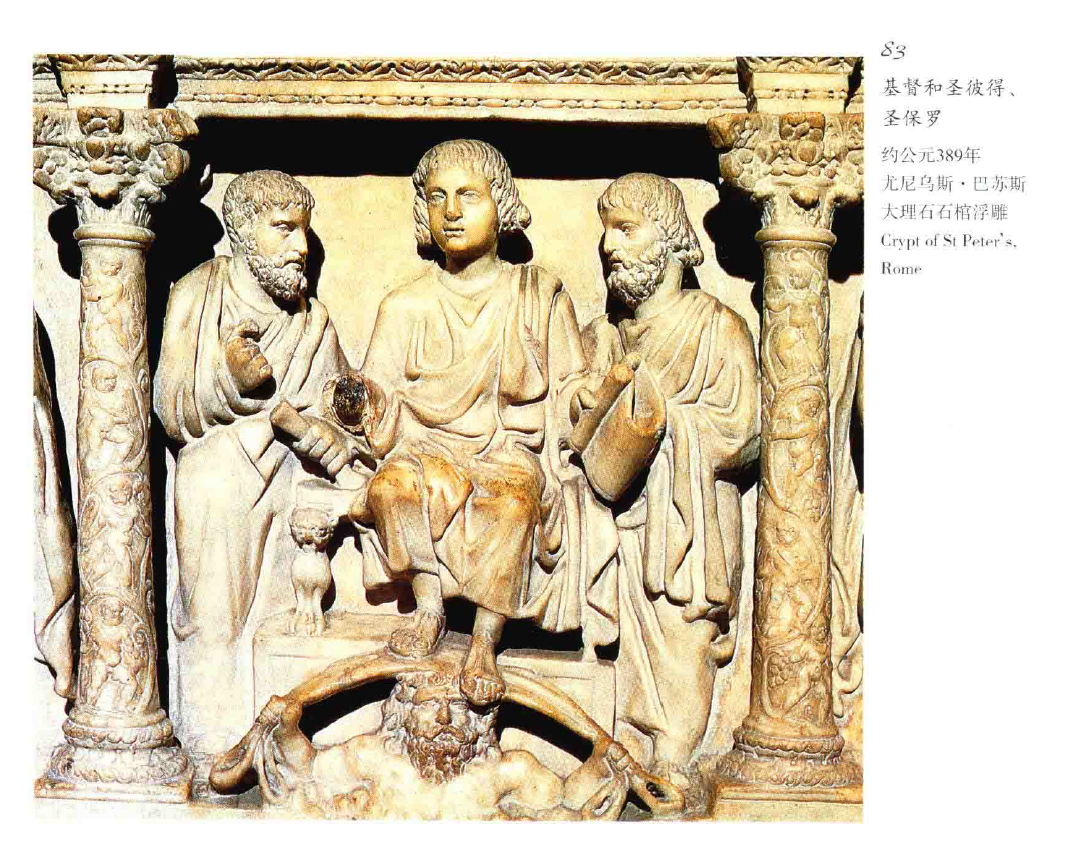 83
基督和圣彼得、
圣保罗
约公元389年
尤尼乌斯·巴苏斯
大理石石棺浮雕
Crypt of St Peter's,
Rome